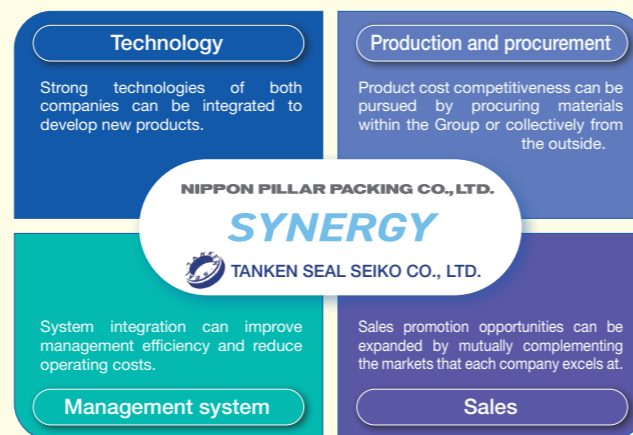 Technology
Strong technologies of both
companies can be integrated to
develop new products.
Production and procurement
Product cost competitiveness can be
pursued by procuring materials
within the Group or collectively from
the outside.
NIPPON PILLAR PACKING CO., LTD.
SYNERGY
TANKEN SEAL SEIKO CO., LTD.
System integration can improve
management efficiency and reduce
operating costs.
Management system
Sales promotion opportunities can be
expanded by mutually complementing
the markets that each company excels at.
Sales